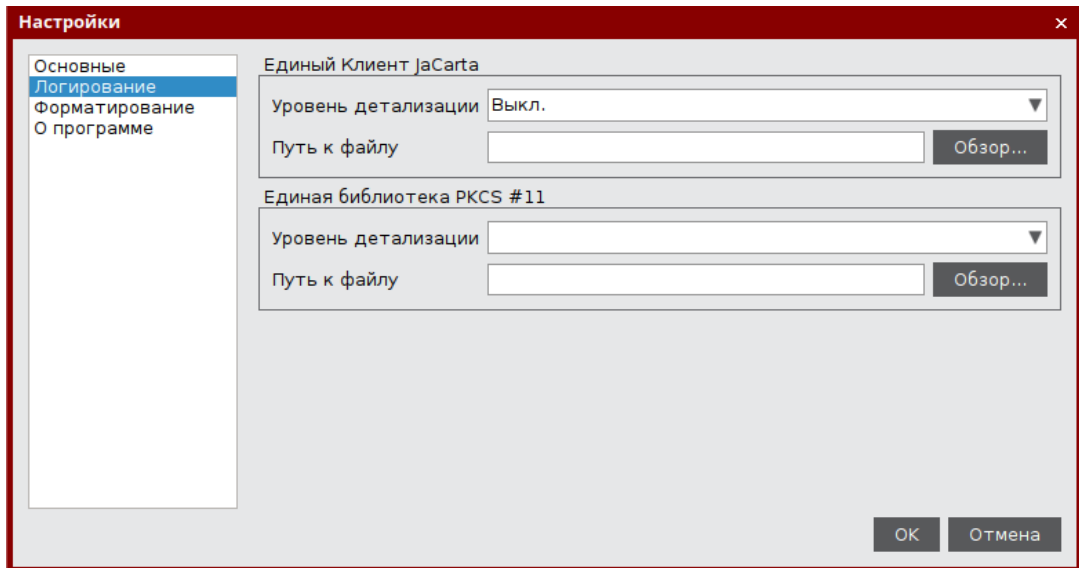 Настройки
Основные
Логирование
Форматирование
О программе
Единый Клиент JaCarta
Уровень детализации Выкл.
Путь к файлу Обзор...
Единая библиотека PKCS #11
Уровень детализации
Путь к файлу Обзор...
OK Отмена